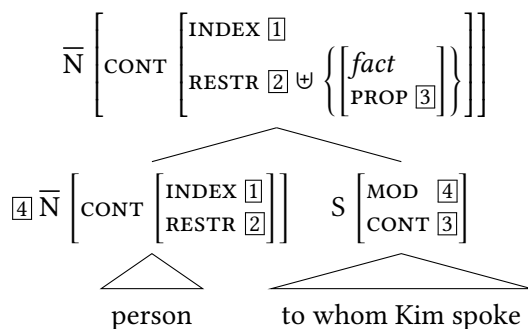 INDEX 1
N̅ CONT RESTR 2 ⊎ { fact }
PROP 3
4 N̅ CONT INDEX 1 RESTR 2 S MOD 4 CONT 3
person to whom Kim spoke